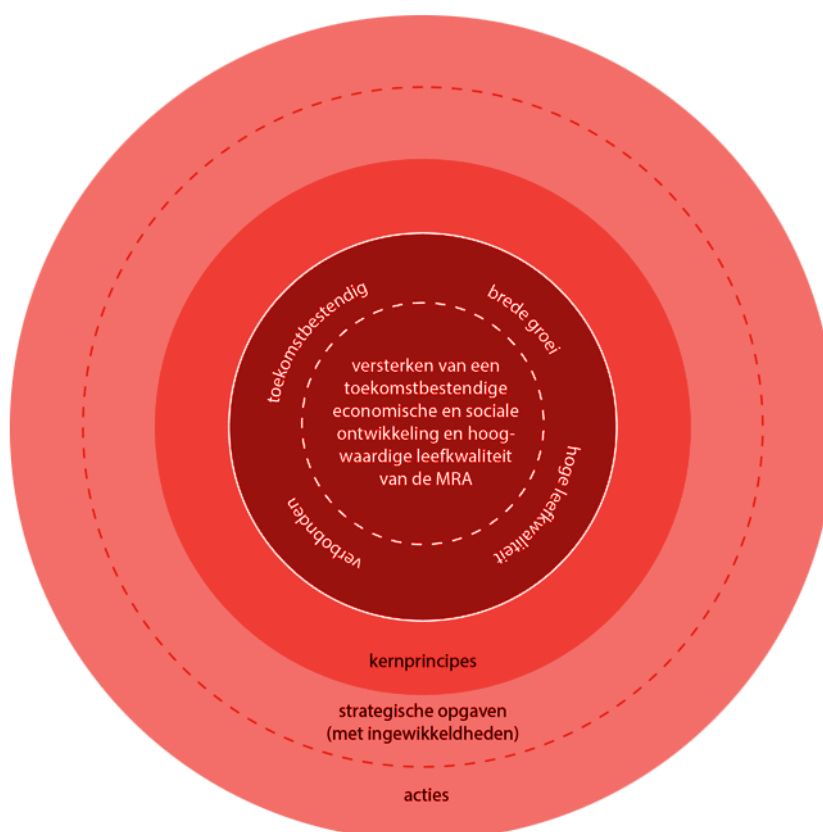 toekomstbestendig
brede groei
versterken van een
toekomstbestendige
economische en sociale
ontwikkeling en hoog-
waardige leefkwaliteit
van de MRA
verbobnden
hoge leefkwaliteit
kernprincipes
strategische opgaven
(met ingewikkeldheden)
acties